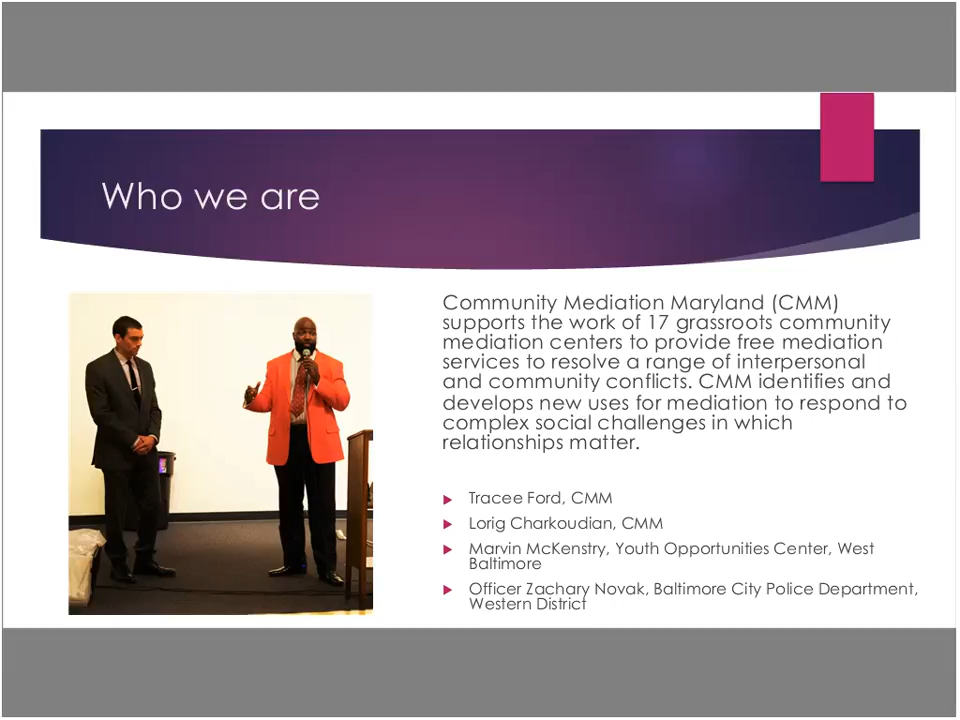 Who we are
Community Mediation Maryland (CMM)
supports the work of 17 grassroots community
mediation centers to provide free mediation
services to resolve a range of interpersonal
and community conflicts. CMM identifies and
develops new uses for mediation to respond to
complex social challenges in which
relationships matter.
Tracee Ford, CMM
Lorig Charkoudian, CMM
Marvin McKenstry, Youth Opportunities Center, West
Baltimore
Officer Zachary Novak, Baltimore City Police Department,
Western District